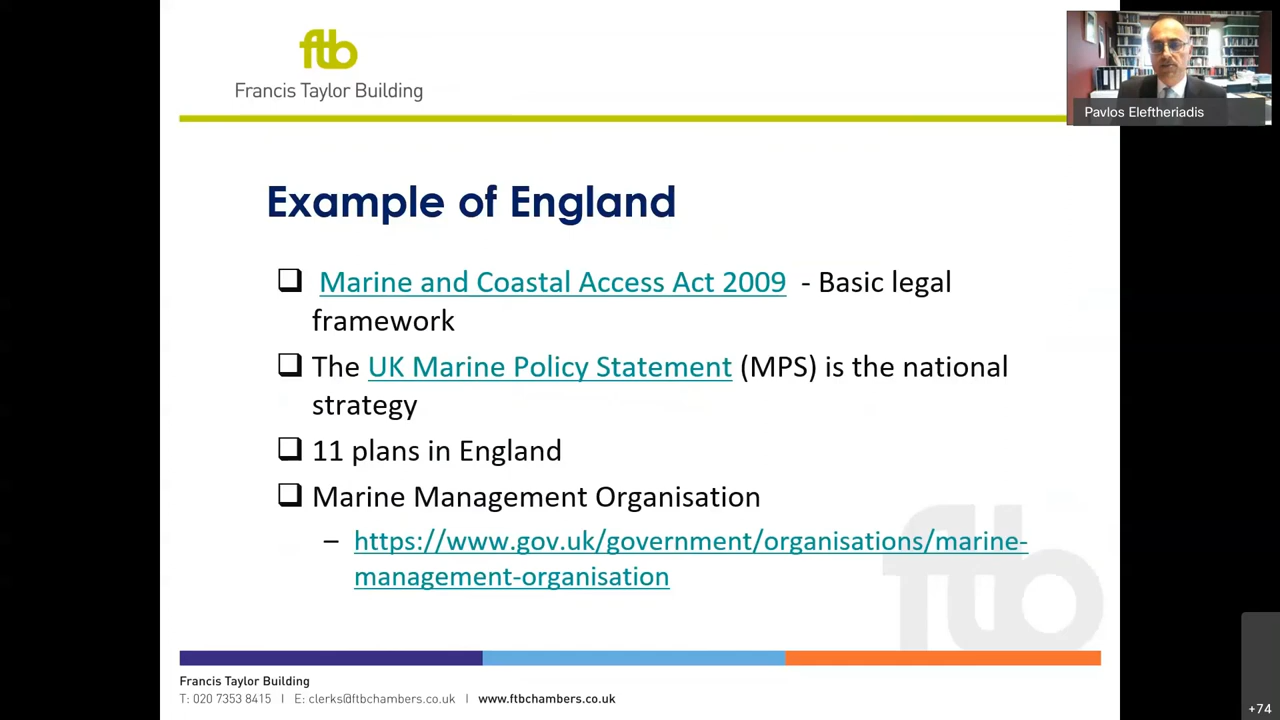 ftb
Francis Taylor Building
Pavlos Eleftheriadis
Example of England
Marine and Coastal Access Act 2009 - Basic legal
framework
The UK Marine Policy Statement (MPS) is the national
strategy
11 plans in England
Marine Management Organisation
– https://www.gov.uk/government/organisations/marine-
management-organisation
ftb
Francis Taylor Building
T: 020 7353 8415 I E: clerks@ftbchambers.co.uk I www.ftbchambers.co.uk
+74